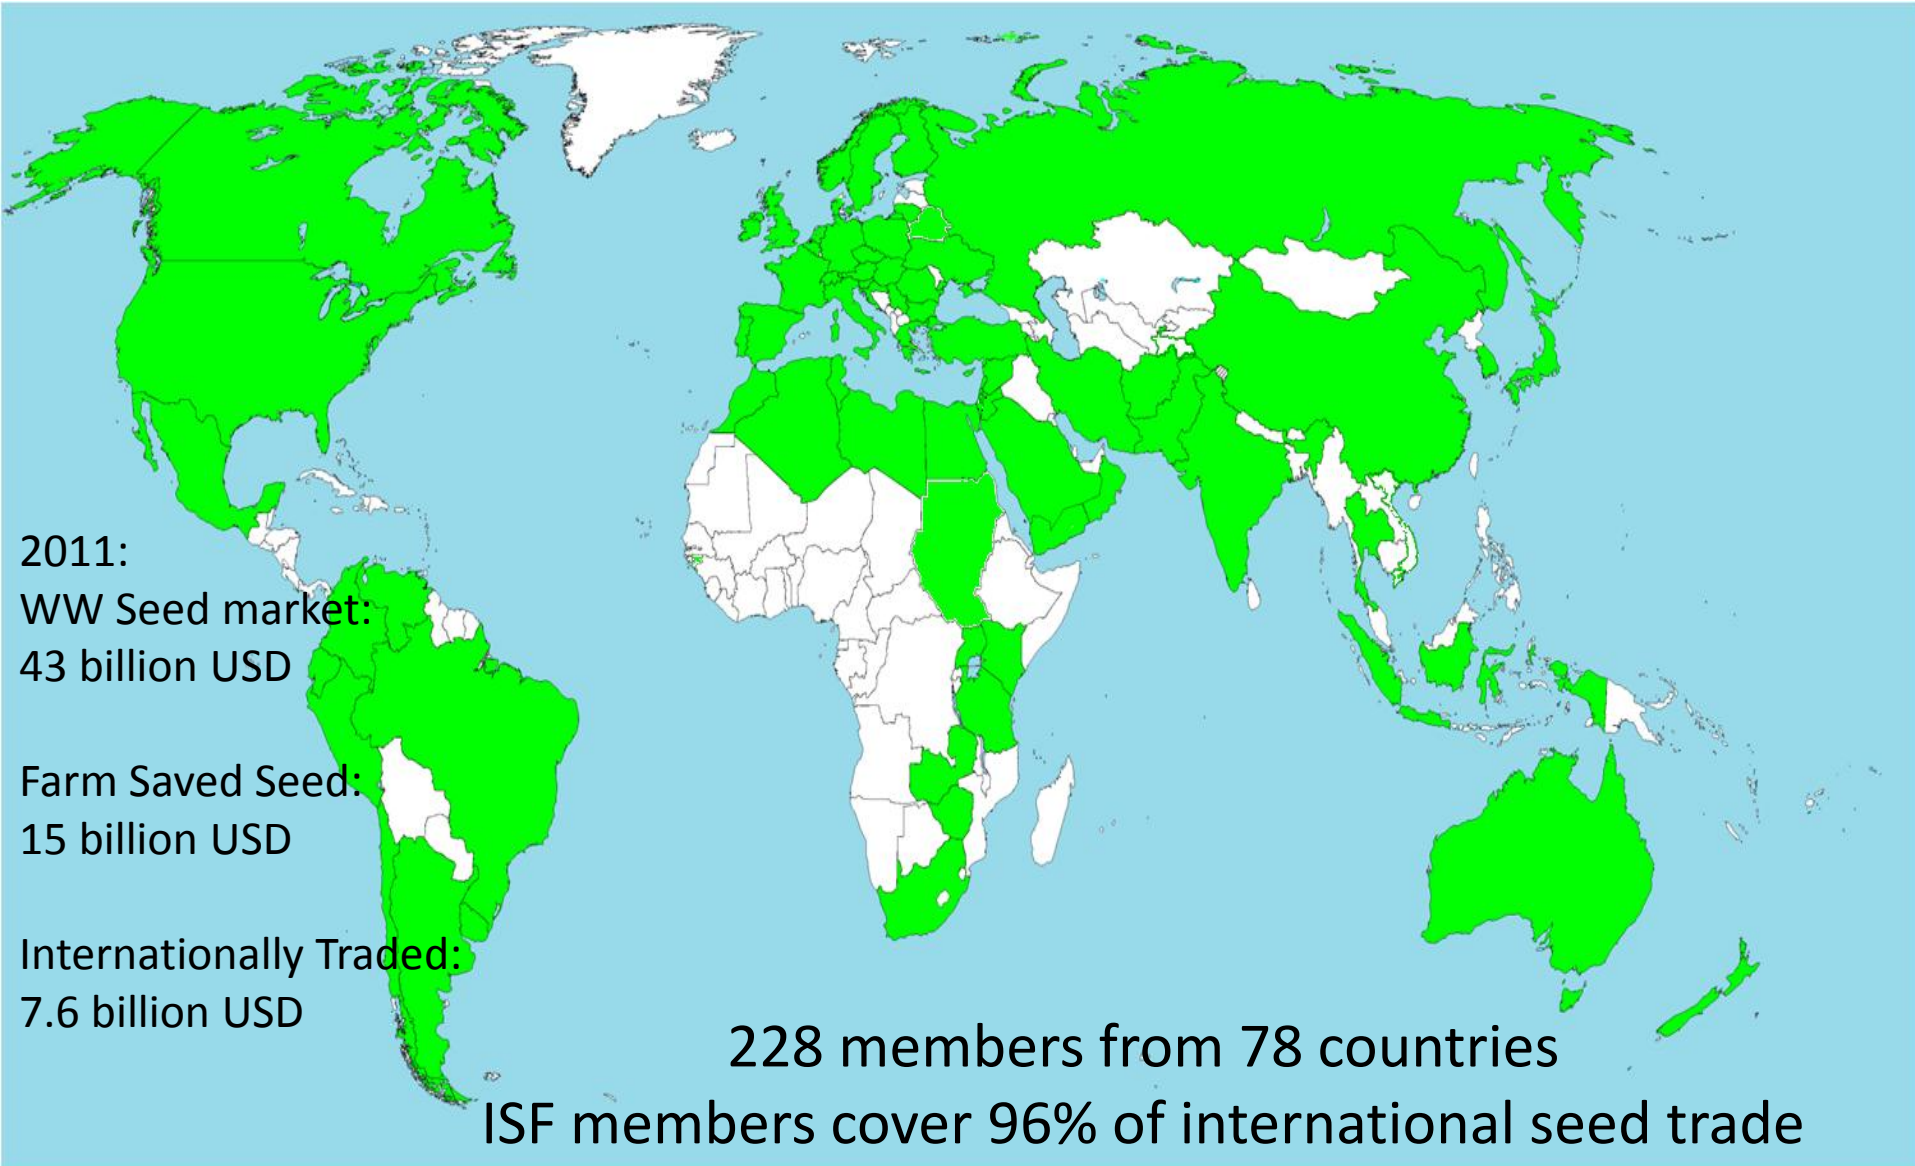 2011:
WW Seed market:
43 billion USD
Farm Saved Seed:
15 billion USD
Internationally Traded:
7.6 billion USD
228 members from 78 countries
ISF members cover 96% of international seed trade